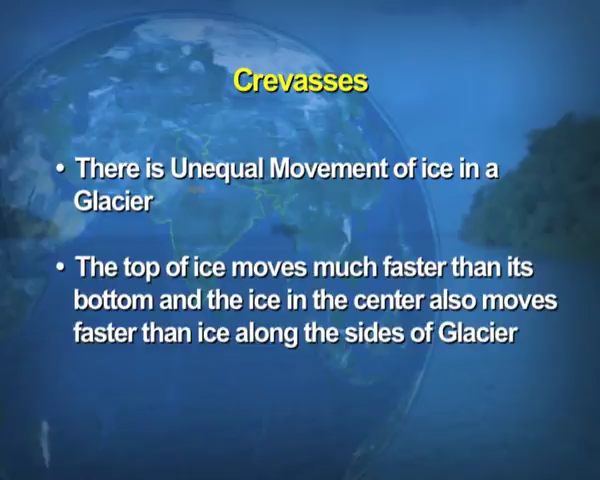 Crevasses
• There is Unequal Movement of ice in a
Glacier
• The top of ice moves much faster than its
bottom and the ice in the center also moves
faster than ice along the sides of Glacier